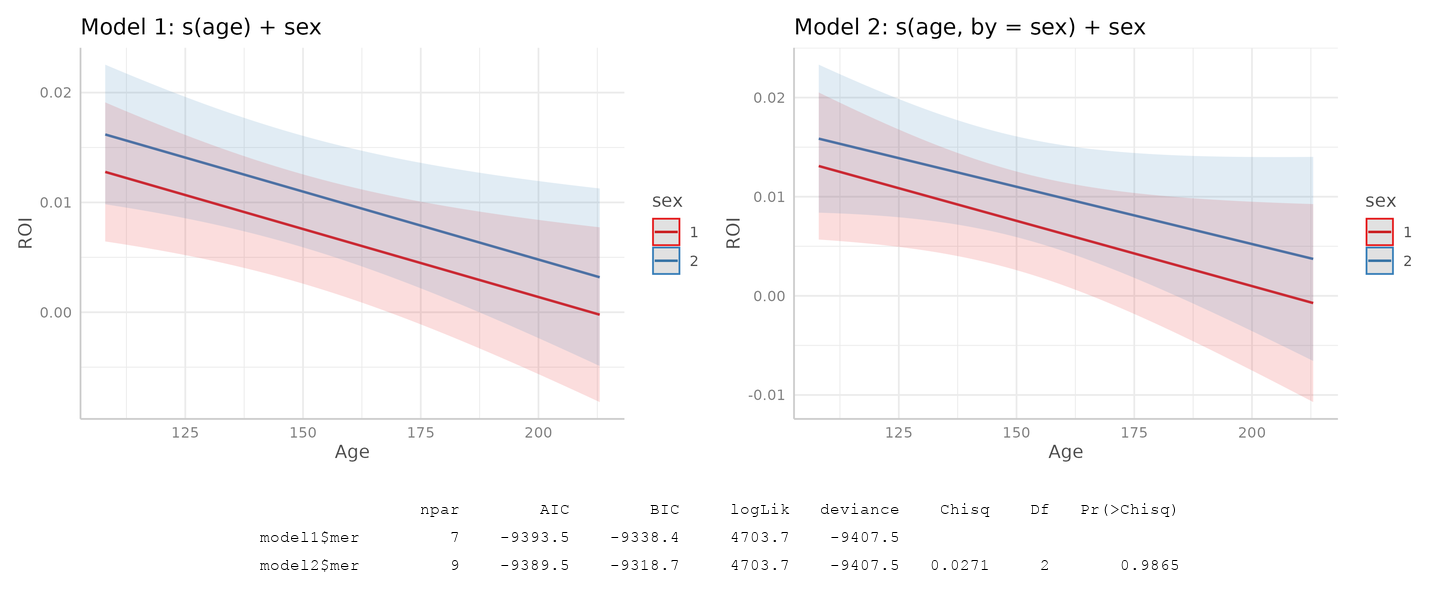 Model 1: s(age) + sex
0.02
0.01
0.00
ROI
125 150 175 200
Age
sex
1
2
Model 2: s(age, by = sex) + sex
0.02
0.01
0.00
-0.01
ROI
125 150 175 200
Age
sex
1
2
npar AIC BIC logLik deviance Chisq Df Pr(>Chisq)
model1$mer 7 -9393.5 -9338.4 4703.7 -9407.5
model2$mer 9 -9389.5 -9318.7 4703.7 -9407.5 0.0271 2 0.9865